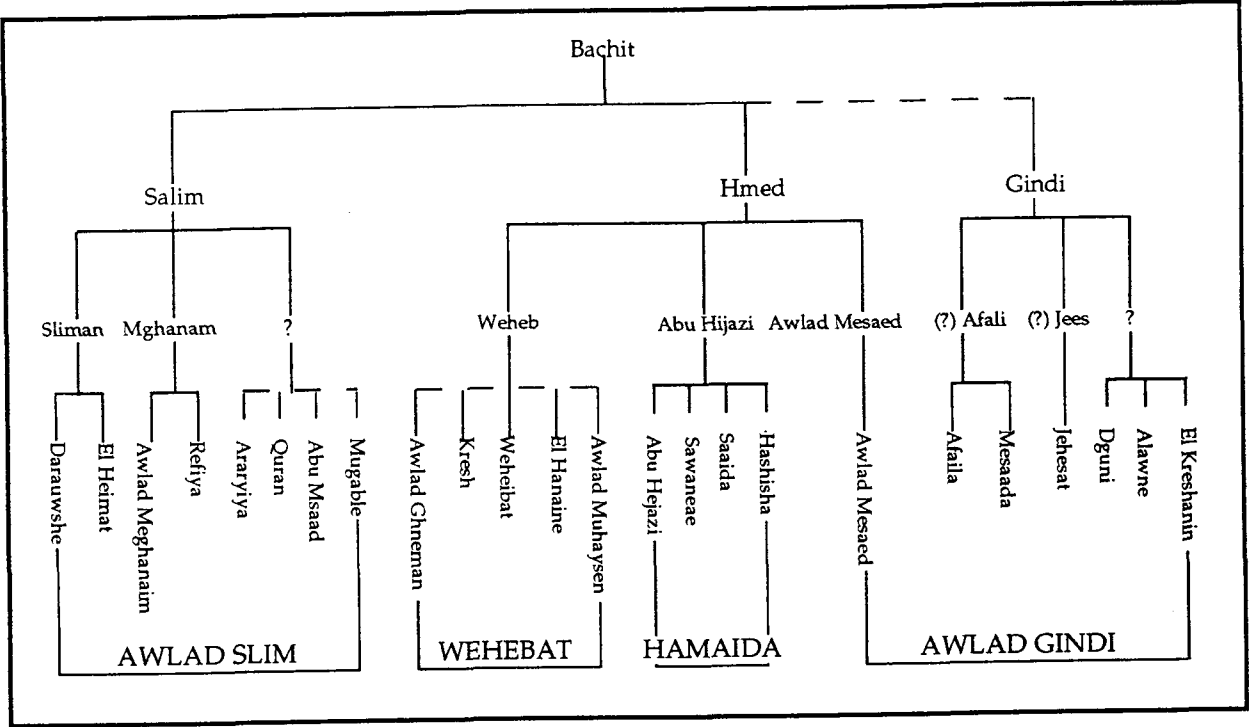 Bachit
Salim
Hmed
Gindi
Sliman
Mghanam
?
Weheb
Abu Hijazi
Awlad Mesaed
(?) Afali
(?) Jees
?
Darauwshe
El Heimat
Awlad Meghanaim
Refiya
Araryiya
Quran
Abu Msaad
Mugable
Awlad Ghneman
Kresh
Weheibat
El Hanaine
Awlad Muhaysen
Abu Hejazi
Sawaneae
Saaida
Hashisha
Awlad Mesaed
Afaila
Mesaada
Jehesat
Dguni
Alawne
El Kreshanin
AWLAD SLIM
WEHEBAT
HAMAIDA
AWLAD GINDI